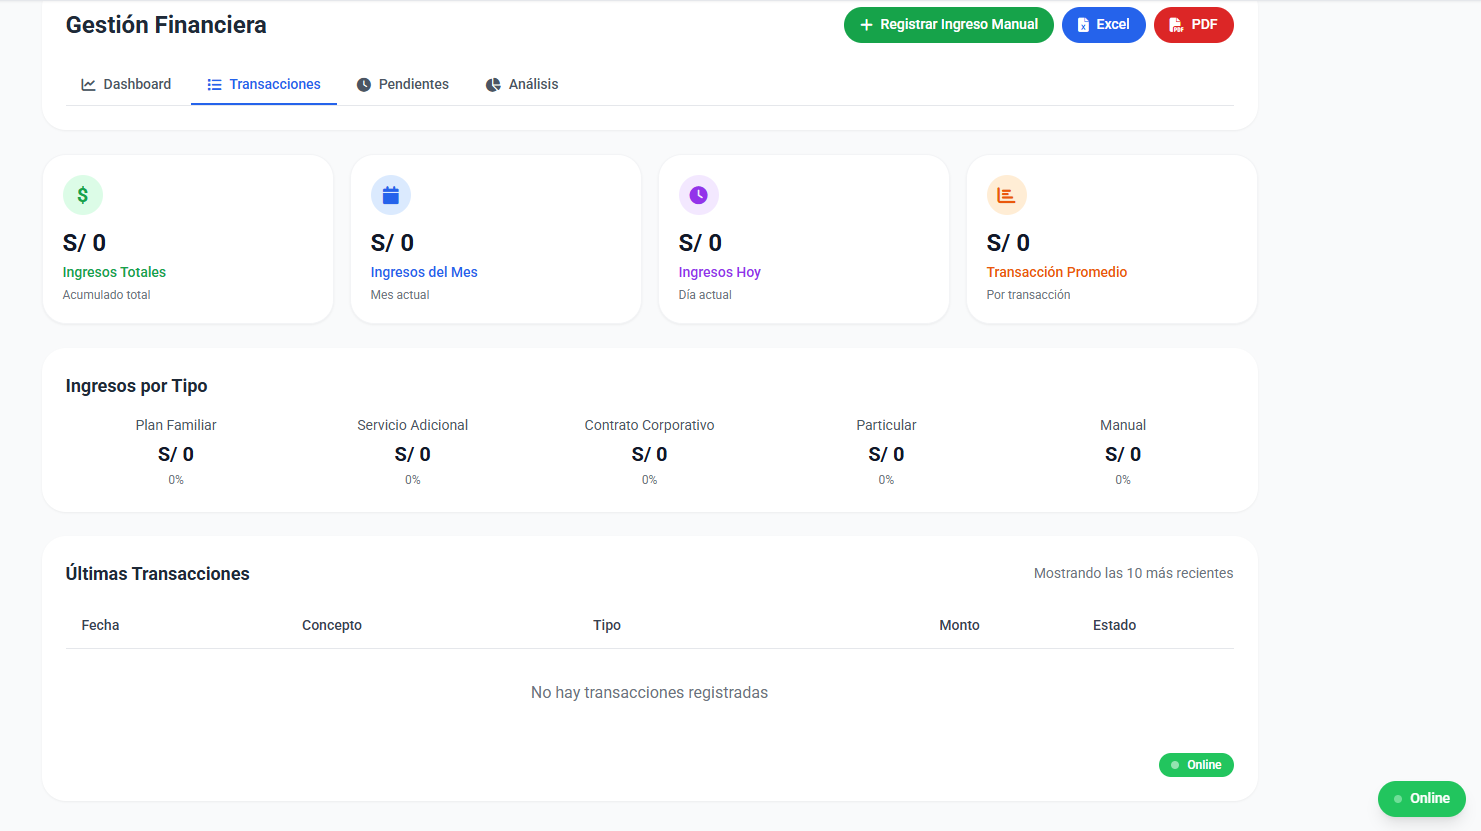 Gestión Financiera
Registrar Ingreso Manual
Excel
PDF
Dashboard
Transacciones
Pendientes
Análisis
S/ 0
Ingresos Totales
Acumulado total
S/ 0
Ingresos del Mes
Mes actual
S/ 0
Ingresos Hoy
Día actual
S/ 0
Transacción Promedio
Por transacción
Ingresos por Tipo
Plan Familiar
S/ 0
0%
Servicio Adicional
S/ 0
0%
Contrato Corporativo
S/ 0
0%
Particular
S/ 0
0%
Manual
S/ 0
0%
Últimas Transacciones
Mostrando las 10 más recientes
Fecha Concepto Tipo Monto Estado
No hay transacciones registradas
Online
Online